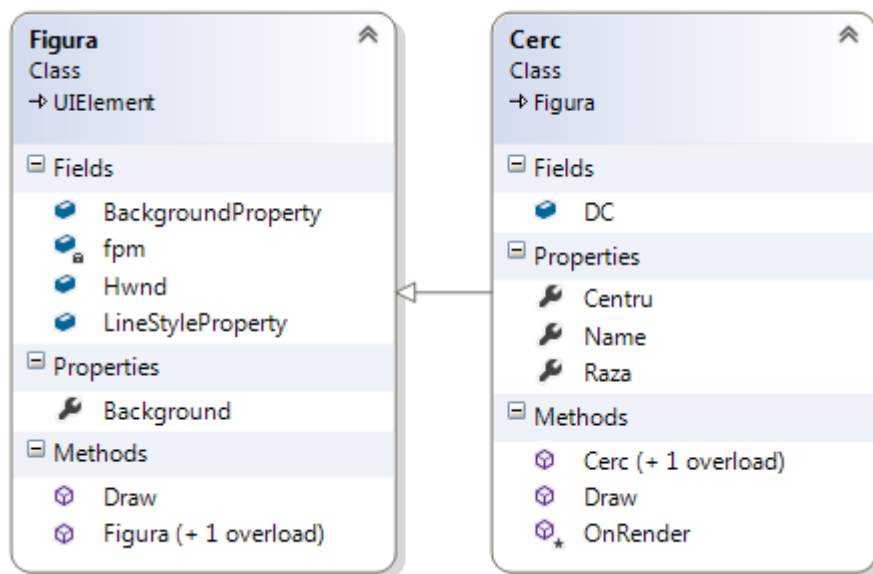 Figura
Class
UIElement
Fields
BackgroundProperty
fpm
Hwnd
LineStyleProperty
Properties
Background
Methods
Draw
Figura (+ 1 overload)
Cerc
Class
Figura
Fields
DC
Properties
Centru
Name
Raza
Methods
Cerc (+ 1 overload)
Draw
OnRender